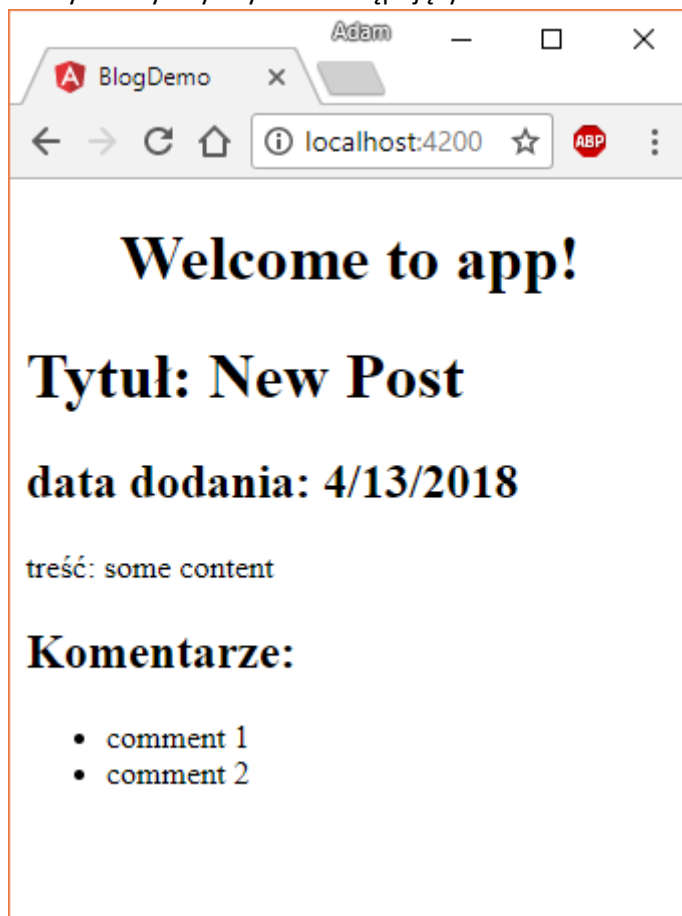 Adam
BlogDemo
localhost:4200
ABP
Welcome to app!
Tytuł: New Post
data dodania: 4/13/2018
treść: some content
Komentarze:
comment 1
comment 2